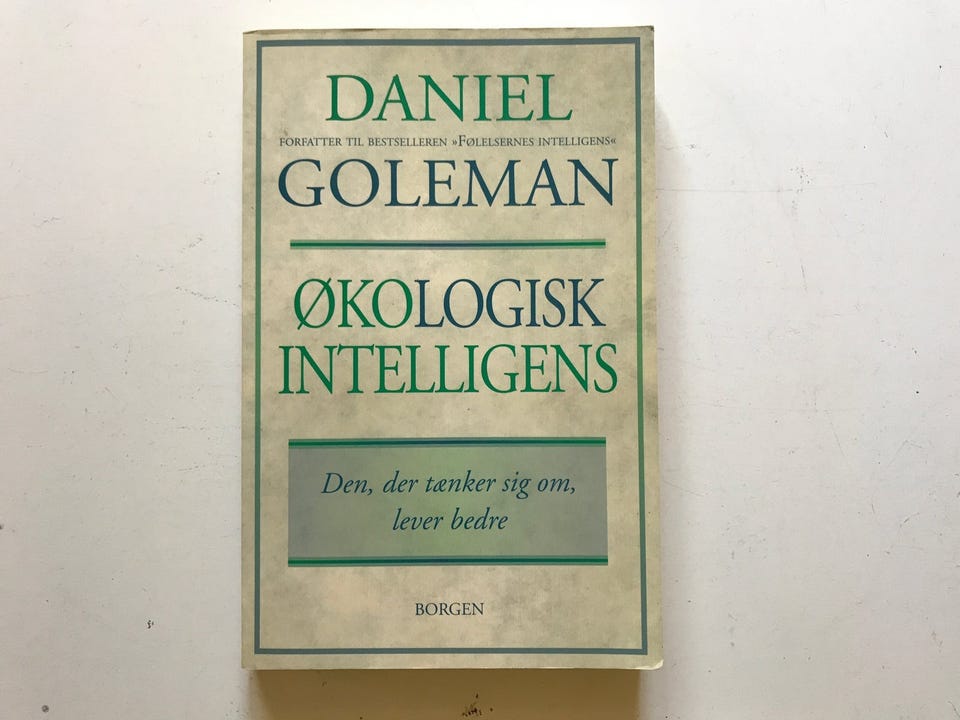 DANIEL
FORFATTER TIL BESTSELLEREN »FØLELSERNES INTELLIGENS«
GOLEMAN
ØKOLOGISK
INTELLIGENS
Den, der tænker sig om,
lever bedre
BORGEN